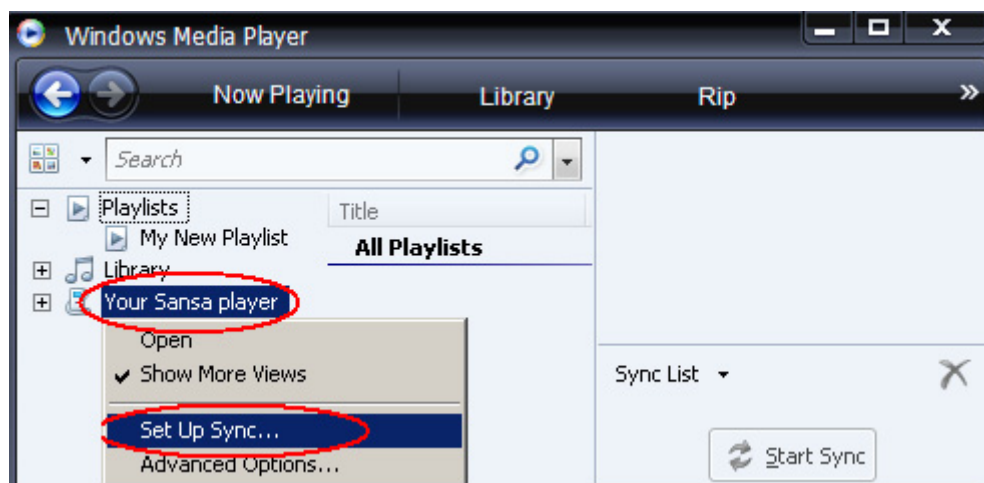 Windows Media Player
Now Playing Library Rip »
Search
Playlists Title
My New Playlist All Playlists
Library
Your Sansa player
Open
Show More Views Sync List
Set Up Sync...
Advanced Options... Start Sync